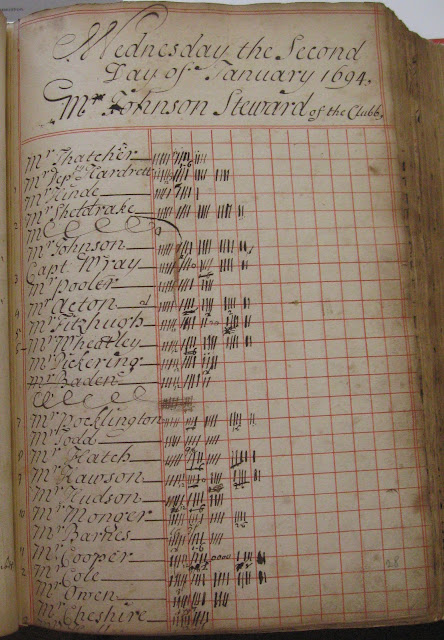 Wednesday the Second
Day of January 1694.
Mr Johnson Steward of the Clubb,
Mr Thatcher
Mr Jeph Hardrett
Mr Hinde
Mr Sheldrake
Mr Johnson
Capt Wray
Mr Pooler
Mr Acton
Mr Fitzhugh
Mr Wheatley
Mr Pickering
Mr Baden
Mr Pocklington
Mr Todd
Mr Hatch
Mr Rawson
Mr Hudson
Mr Monger
Mr Barnes
Mr Cooper
Mr Cole
Mr Owen
Mr Cheshire